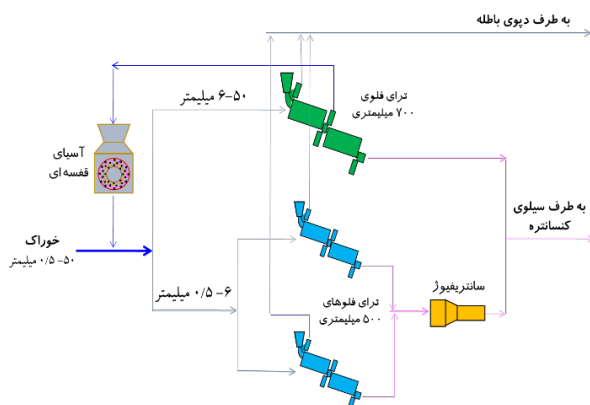 به طرف دپوی باطله
۵۰-۶ میلیمتر
ترای فلوی
۷۰۰ میلیمتری
آسیای
قفسه ای
به طرف سیلوی
کنسانتره
خوراک
۵۰- ۰/۵ میلیمتر
۶- ۰/۵ میلیمتر
ترای فلوهای
۵۰۰ میلیمتری
سانتریفیوژ